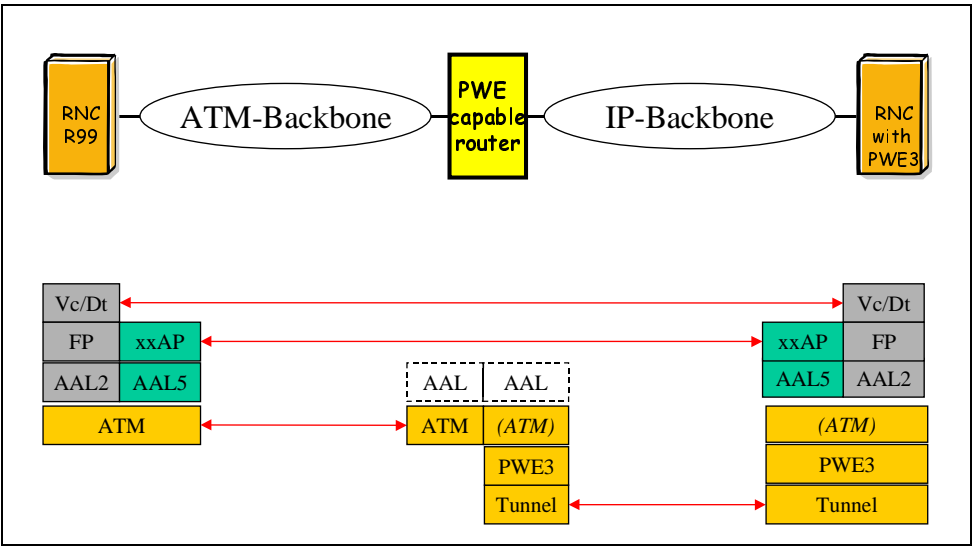 RNC
R99
ATM-Backbone
PWE
capable
router
IP-Backbone
RNC
with
PWE3
Vc/Dt
Vc/Dt
FP
xxAP
xxAP
FP
AAL2
AAL5
AAL
AAL
AAL5
AAL2
ATM
ATM
(ATM)
(ATM)
PWE3
PWE3
Tunnel
Tunnel